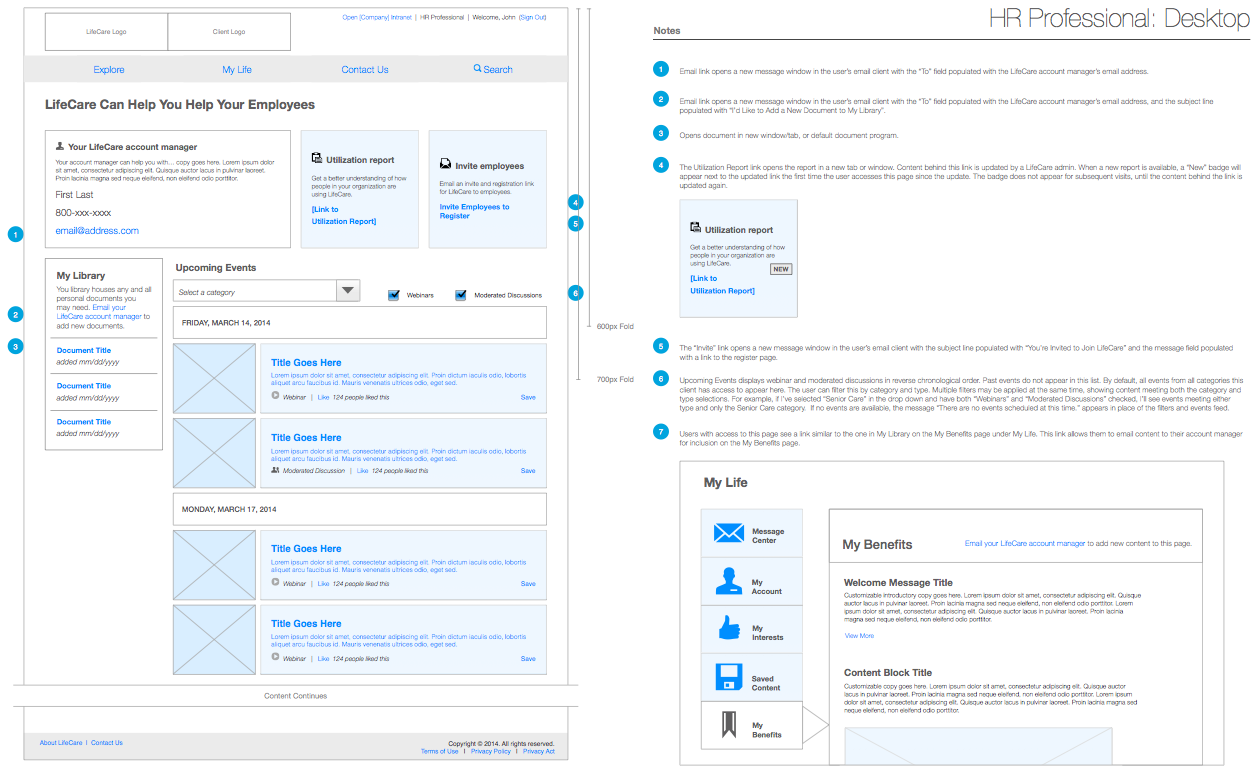 HR Professional: Desktop
LifeCare Logo
Client Logo
Open [Company] Intranet | HR Professional | Welcome, John (Sign Out)
Explore
My Life
Contact Us
Search
LifeCare Can Help You Help Your Employees
Your LifeCare account manager
Your account manager can help you with… copy goes here. Lorem ipsum dolor
sit amet, consectetur adipiscing elit. Quisque auctor lacus in pulvinar laoreet.
Proin lacinia magna sed neque eleifend, non eleifend odio porttitor.
First Last
800-xxx-xxxx
email@address.com
Utilization report
Get a better understanding of how
people in your organization are
using LifeCare.
[Link to
Utilization Report]
Invite employees
Email an invite and registration link
for LifeCare to employees.
Invite Employees to
Register
1
4
5
My Library
You library houses any and all
personal documents you
may need. Email your
LifeCare account manager to
add new documents.
Document Title
added mm/dd/yyyy
Document Title
added mm/dd/yyyy
Document Title
added mm/dd/yyyy
2
3
Upcoming Events
Select a category
Webinars
Moderated Discussions
6
600px Fold
700px Fold
FRIDAY, MARCH 14, 2014
Title Goes Here
Lorem ipsum dolor sit amet, consectetur adipiscing elit. Proin dictum iaculis odio, lobortis
aliquet arcu faucibus id. Mauris venenatis ultrices odio, eget sed.
Webinar | Like 124 people liked this
Save
Title Goes Here
Lorem ipsum dolor sit amet, consectetur adipiscing elit. Proin dictum iaculis odio, lobortis
aliquet arcu faucibus id. Mauris venenatis ultrices odio, eget sed.
Moderated Discussion | Like 124 people liked this
Save
MONDAY, MARCH 17, 2014
Title Goes Here
Lorem ipsum dolor sit amet, consectetur adipiscing elit. Proin dictum iaculis odio, lobortis
aliquet arcu faucibus id. Mauris venenatis ultrices odio, eget sed.
Webinar | Like 124 people liked this
Save
Title Goes Here
Lorem ipsum dolor sit amet, consectetur adipiscing elit. Proin dictum iaculis odio, lobortis
aliquet arcu faucibus id. Mauris venenatis ultrices odio, eget sed.
Webinar | Like 124 people liked this
Save
Content Continues
About LifeCare | Contact Us
Copyright © 2014. All rights reserved.
Terms of Use | Privacy Policy | Privacy Act
Notes
1
Email link opens a new message window in the user's email client with the "To" field populated with the LifeCare account manager's email address.
2
Email link opens a new message window in the user's email client with the "To" field populated with the LifeCare account manager's email address, and the subject line
populated with "I'd Like to Add a New Document to My Library".
3
Opens document in new window/tab, or default document program.
4
The Utilization Report link opens the report in a new tab or window. Content behind this link is updated by a LifeCare admin. When a new report is available, a "New" badge will
appear next to the updated link the first time the user accesses this page since the update. The badge does not appear for subsequent visits, until the content behind the link is
updated again.
Utilization report
Get a better understanding of how
people in your organization are
using LifeCare.
NEW
[Link to
Utilization Report]
5
The "Invite" link opens a new message window in the user's email client with the subject line populated with "You're Invited to Join LifeCare" and the message field populated
with a link to the register page.
6
Upcoming Events displays webinar and moderated discussions in reverse chronological order. Past events do not appear in this list. By default, all events from all categories this
client has access to appear here. The user can filter this by category and type. Multiple filters may be applied at the same time, showing content meeting both the category and
type selections. For example, if I've selected "Senior Care" in the drop down and have both "Webinars" and "Moderated Discussions" checked, I'll see events meeting either
type and only the Senior Care category. If no events are available, the message "There are no events scheduled at this time." appears in place of the filters and events feed.
7
Users with access to this page see a link similar to the one in My Library on the My Benefits page under My Life. This link allows them to email content to their account manager
for inclusion on the My Benefits page.
My Life
Message
Center
My
Account
My
Interests
Saved
Content
My
Benefits
My Benefits
Email your LifeCare account manager to add new content to this page.
Welcome Message Title
Customizable introductory copy goes here. Lorem ipsum dolor sit amet, consectetur adipiscing elit. Quisque
auctor lacus in pulvinar laoreet. Proin lacinia magna sed neque eleifend, non eleifend odio porttitor. Lorem
ipsum dolor sit amet, consectetur adipiscing elit. Quisque auctor lacus in pulvinar laoreet. Proin lacinia
magna sed neque eleifend, non eleifend odio porttitor.
View More
Content Block Title
Customizable copy goes here. Lorem ipsum dolor sit amet, consectetur adipiscing elit. Quisque auctor
lacus in pulvinar laoreet. Proin lacinia magna sed neque eleifend, non eleifend odio porttitor. Lorem ipsum
dolor sit amet, consectetur adipiscing elit. Quisque auctor lacus in pulvinar laoreet. Proin lacinia magna sed
neque eleifend, non eleifend odio porttitor.